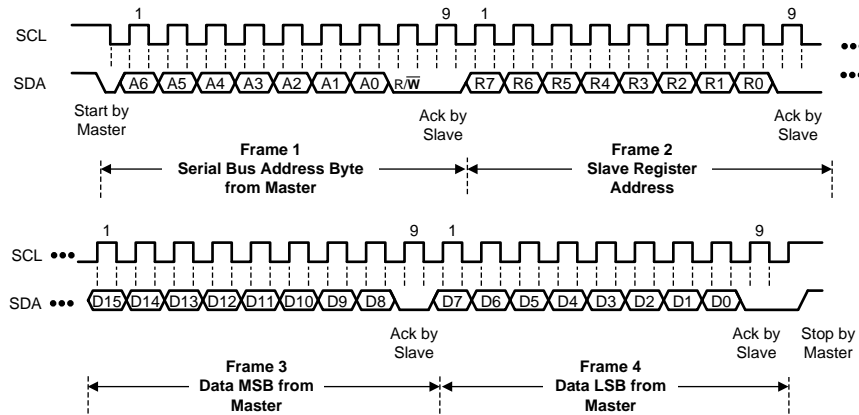 1 9 1 9
SCL •••
SDA A6 A5 A4 A3 A2 A1 A0 R/W̅ R7 R6 R5 R4 R3 R2 R1 R0 •••
Start by
Master
Ack by
Slave
Ack by
Slave
Frame 1
Serial Bus Address Byte
from Master
Frame 2
Slave Register
Address
1 9 1 9
SCL •••
SDA ••• D15 D14 D13 D12 D11 D10 D9 D8 D7 D6 D5 D4 D3 D2 D1 D0
Ack by
Slave
Ack by
Slave
Stop by
Master
Frame 3
Data MSB from
Master
Frame 4
Data LSB from
Master